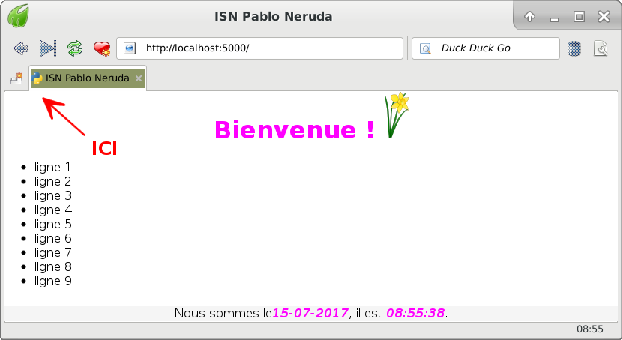 ISN Pablo Neruda
http://localhost:5000/
Duck Duck Go
ISN Pablo Neruda
ICI
Bienvenue !
ligne 1
ligne 2
ligne 3
ligne 4
ligne 5
ligne 6
ligne 7
ligne 8
ligne 9
Nous sommes le 15-07-2017, il est 08:55:38.
08:55